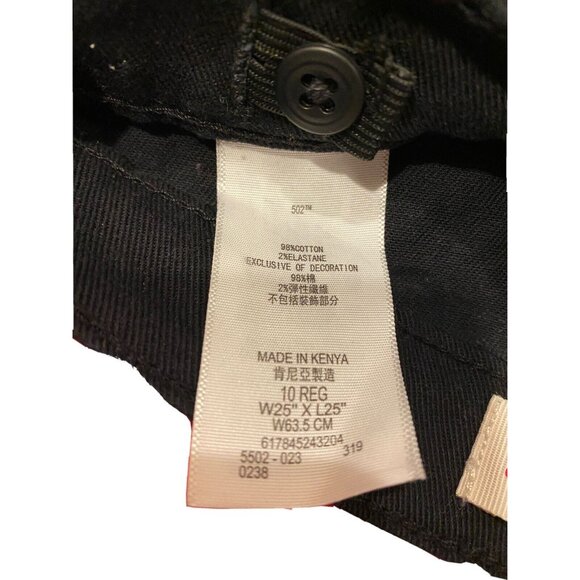 502™
98%COTTON
2%ELASTANE
EXCLUSIVE OF DECORATION
98%棉
2%彈性纖維
不包括裝飾部分
MADE IN KENYA
肯尼亞製造
10 REG
W25" X L25"
W63.5 CM
617845243204
5502-023 319
0238